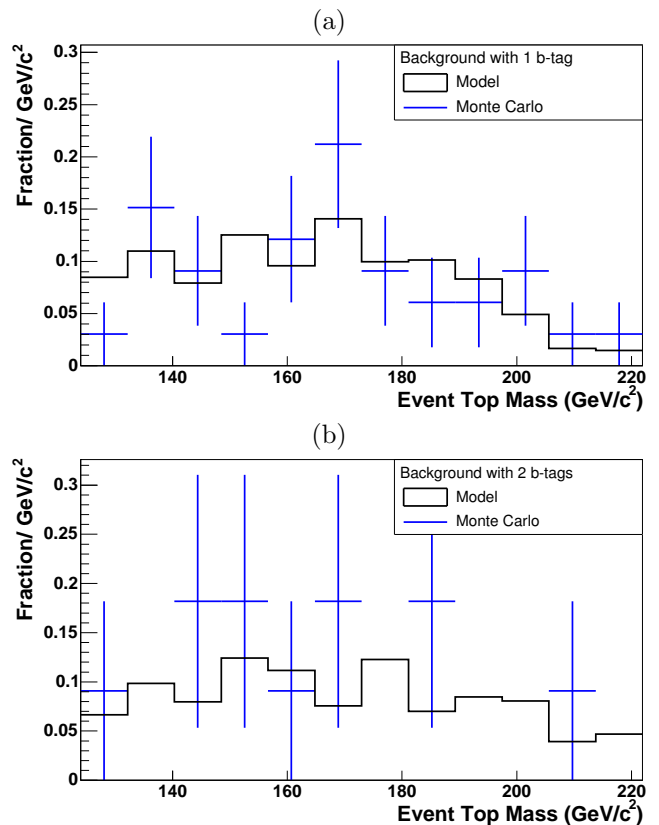 (a)
Fraction/ GeV/c²
0.3
0.25
0.2
0.15
0.1
0.05
0
Background with 1 b-tag
Model
Monte Carlo
140 160 180 200 220
Event Top Mass (GeV/c²)
(b)
Fraction/ GeV/c²
0.3
0.25
0.2
0.15
0.1
0.05
0
Background with 2 b-tags
Model
Monte Carlo
140 160 180 200 220
Event Top Mass (GeV/c²)